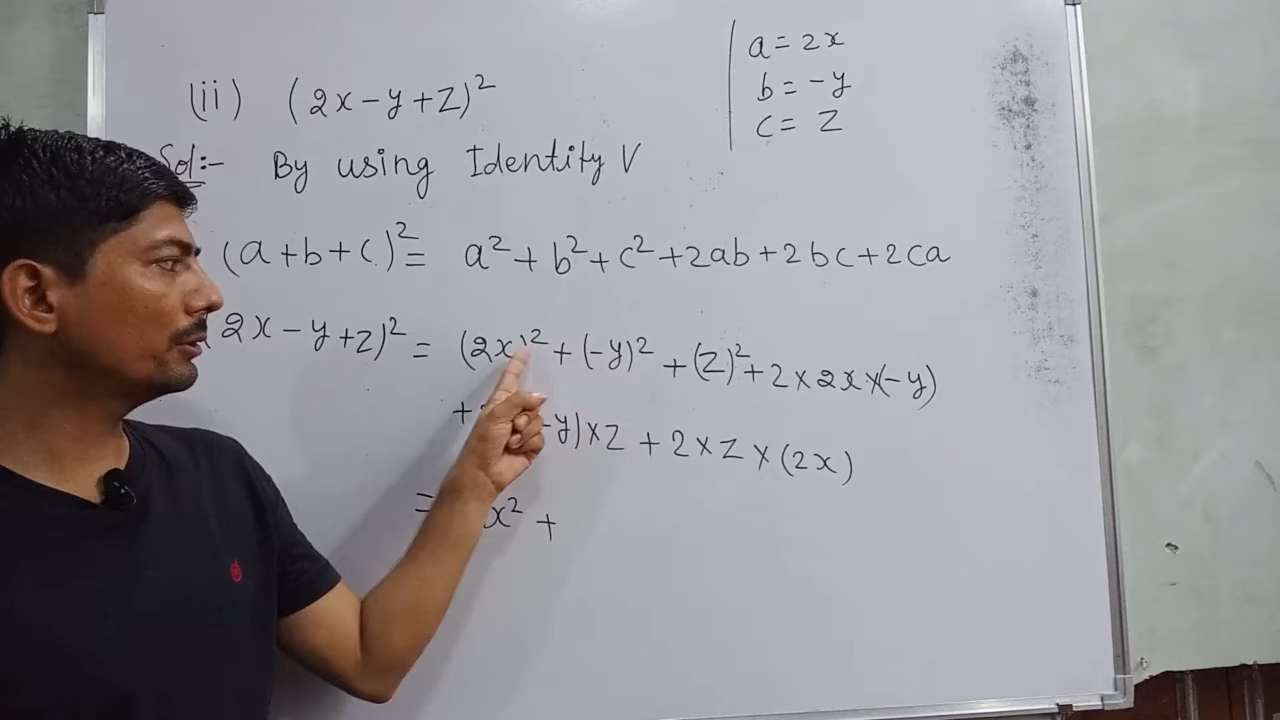 (ii) (2x-y+z)²
a=2x
b=-y
c=z
Sol:- By using Identity V
(a+b+c)² = a²+b²+c²+2ab+2bc+2ca
2x-y+z)² = (2x)²+(-y)²+(z)²+2×2x×(-y)
+ -y)×z+2×z×(2x)
= x²+